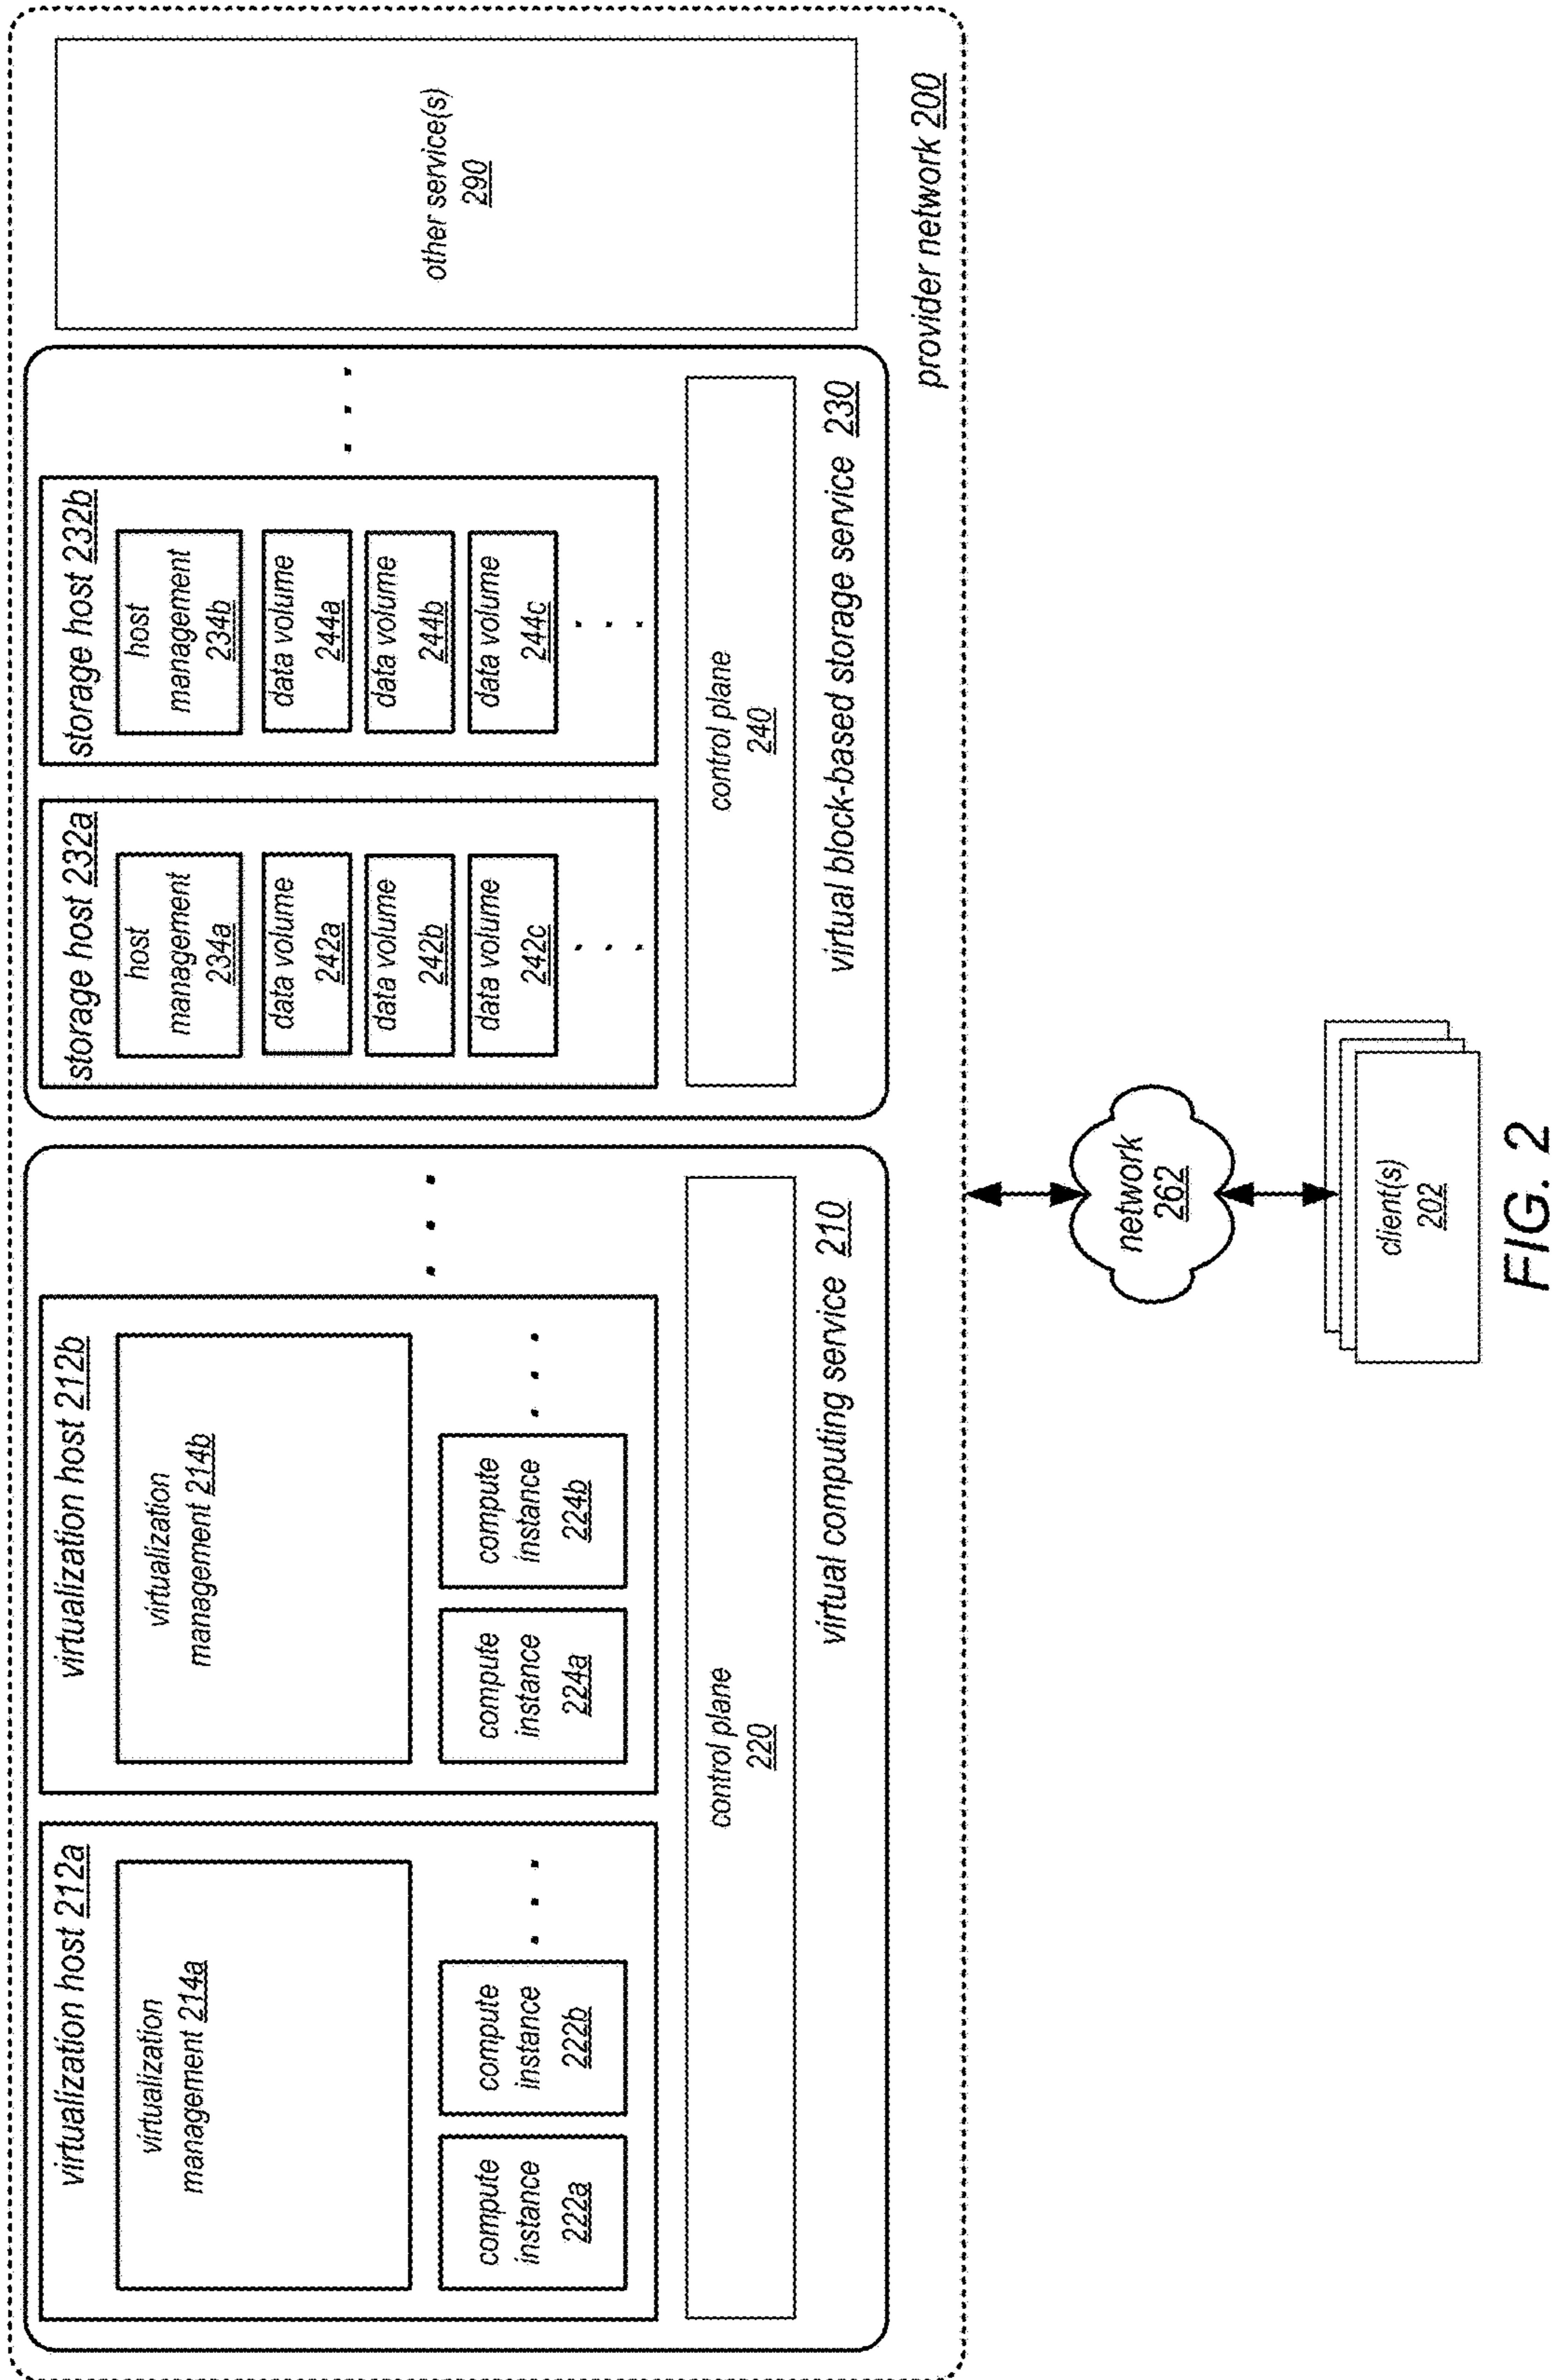 virtualization host 212a
virtualization
management 214a
compute
instance
222a
compute
instance
222b
. . .
virtualization host 212b
virtualization
management 214b
compute
instance
224a
compute
instance
224b
. . .
. . .
control plane
220
virtual computing service 210
storage host 232a
host
management
234a
data volume
242a
data volume
242b
data volume
242c
. . .
storage host 232b
host
management
234b
data volume
244a
data volume
244b
data volume
244c
. . .
. . .
control plane
240
virtual block-based storage service 230
other service(s)
290
provider network 200
network
262
client(s)
202
FIG. 2